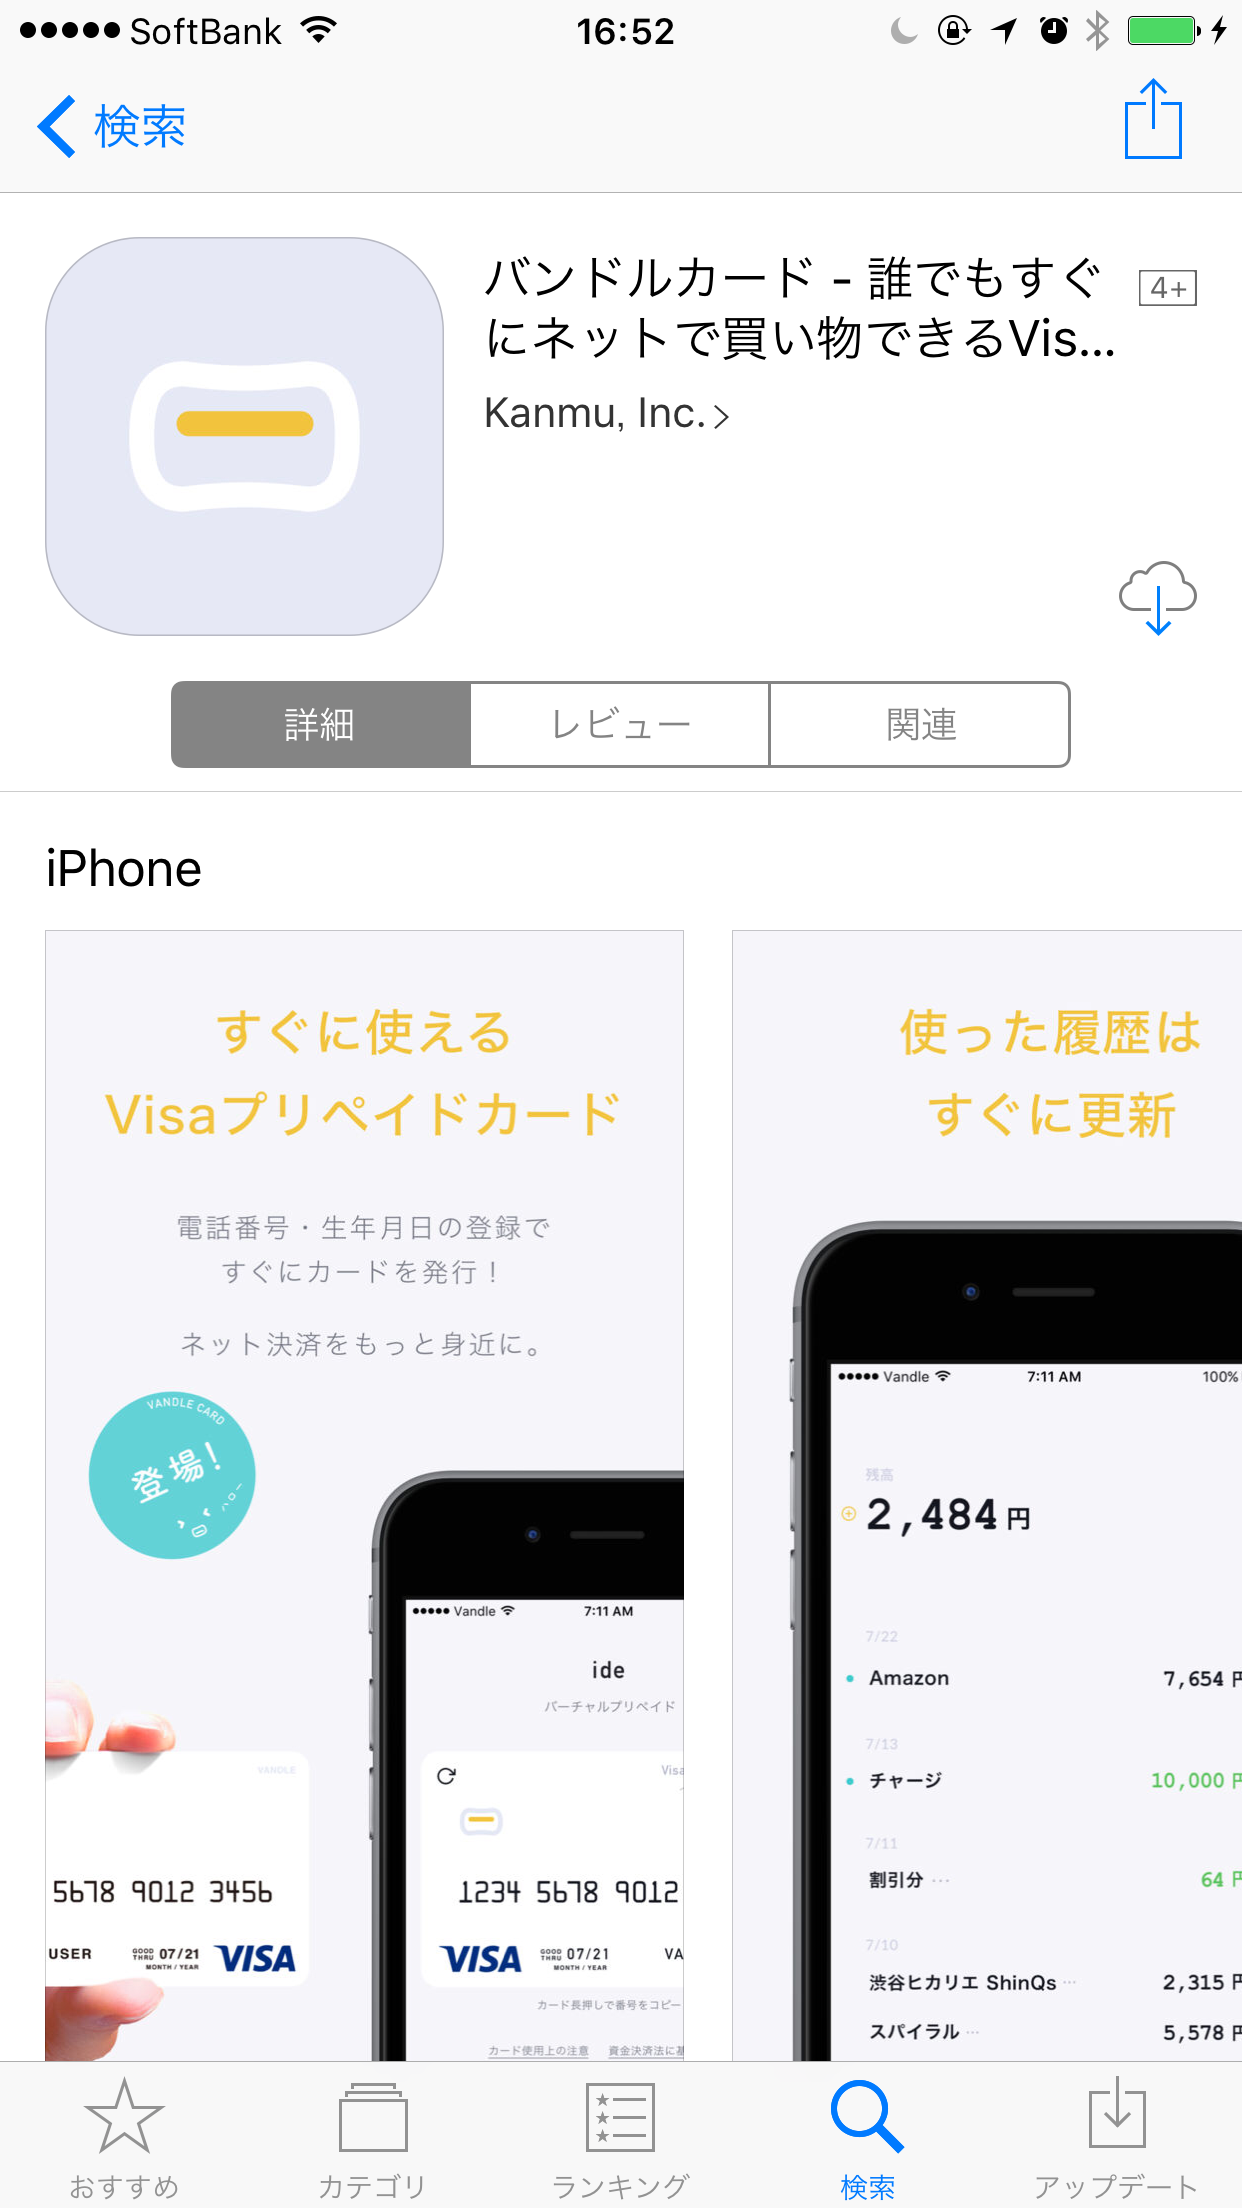 SoftBank 16:52
検索
バンドルカード - 誰でもすぐ
にネットで買い物できるVis...
4+
Kanmu, Inc.
詳細 レビュー 関連
iPhone
すぐに使える
Visaプリペイドカード
電話番号・生年月日の登録で
すぐにカードを発行！
ネット決済をもっと身近に。
VANDLE CARD
登場！
ハロー
Vandle 7:11 AM
ide
バーチャルプリペイド
VANDLE
5678 9012 3456
USER GOOD THRU 07/21 VISA
MONTH / YEAR
Visa
1234 5678 9012
VISA GOOD THRU 07/21 VA
MONTH / YEAR
カード長押しで番号をコピー
カード使用上の注意 資金決済法に基
使った履歴は
すぐに更新
Vandle 7:11 AM 100%
残高
2,484 円
7/22
Amazon 7,654 円
7/13
チャージ 10,000 円
7/11
割引分 ... 64 円
7/10
渋谷ヒカリエ ShinQs ... 2,315 円
スパイラル ... 5,578 円
おすすめ カテゴリ ランキング 検索 アップデート